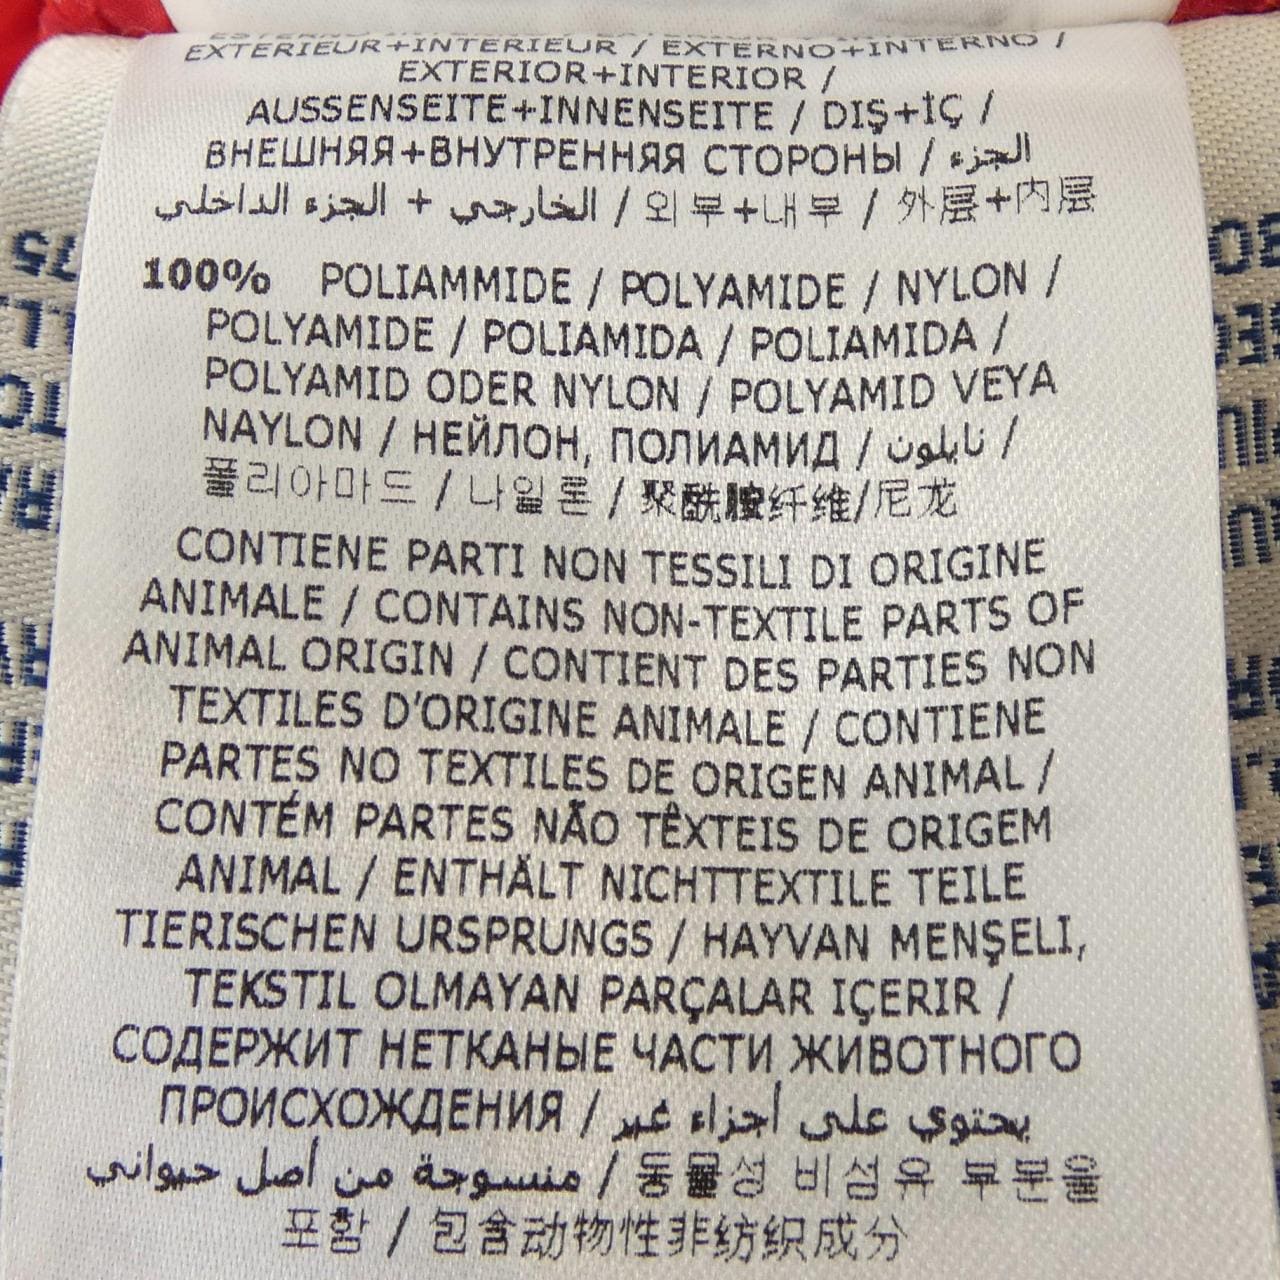 EXTERIEUR+INTERIEUR / EXTERNO+INTERNO /
EXTERIOR+INTERIOR /
AUSSENSEITE+INNENSEITE / DIŞ+İÇ /
ВНЕШНЯЯ+ВНУТРЕННЯЯ СТОРОНЫ / الجزء
الخارجي + الجزء الداخلي / 외부+내부 / 外层+内层
100% POLIAMMIDE / POLYAMIDE / NYLON /
POLYAMIDE / POLIAMIDA / POLIAMIDA /
POLYAMID ODER NYLON / POLYAMID VEYA
NAYLON / НЕЙЛОН, ПОЛИАМИД / نايلون /
폴리아마드 / 나일론 / 聚酰胺纤维/尼龙
CONTIENE PARTI NON TESSILI DI ORIGINE
ANIMALE / CONTAINS NON-TEXTILE PARTS OF
ANIMAL ORIGIN / CONTIENT DES PARTIES NON
TEXTILES D'ORIGINE ANIMALE / CONTIENE
PARTES NO TEXTILES DE ORIGEN ANIMAL /
CONTÉM PARTES NÃO TÊXTEIS DE ORIGEM
ANIMAL / ENTHÄLT NICHTTEXTILE TEILE
TIERISCHEN URSPRUNGS / HAYVAN MENŞELI,
TEKSTIL OLMAYAN PARÇALAR IÇERIR /
СОДЕРЖИТ НЕТКАНЫЕ ЧАСТИ ЖИВОТНОГО
ПРОИСХОЖДЕНИЯ / يحتوي على أجزاء غير
منسوجة من أصل حيواني / 동물성 비섬유 부분을
포함 / 包含动物性非纺织成分